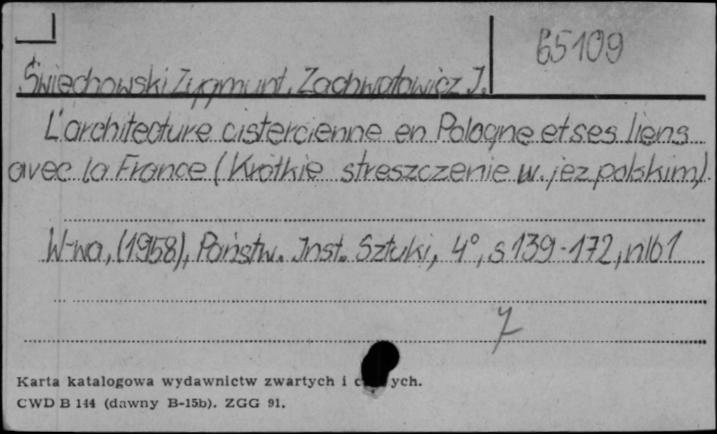 65109
Świechowski Zygmunt, Zachwatowicz J.
L'architecture cistercienne en Pologne et ses liens
avec la France (Krótkie streszczenie w jęz. polskim).
W-wa, (1958), Państw. Inst. Sztuki, 4°, s 139-172, nlb 1
7
Karta katalogowa wydawnictw zwartych i ych.
CWD B 144 (dawny B-15b). ZGG 91.